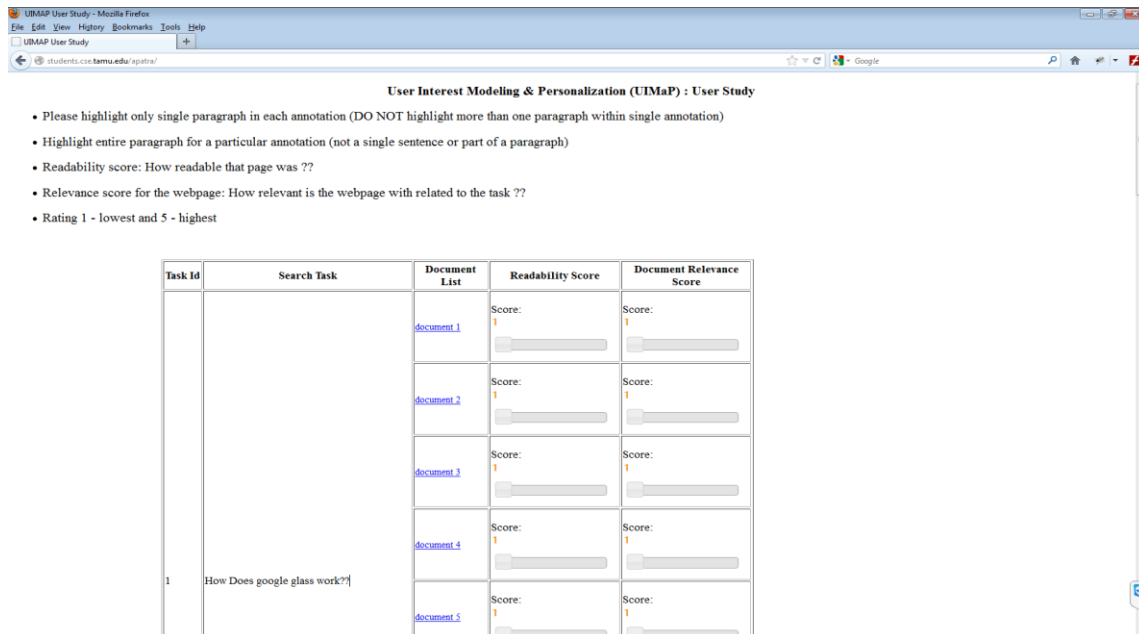 UIMAP User Study - Mozilla Firefox
File Edit View History Bookmarks Tools Help
UIMAP User Study +
students.cse.tamu.edu/apatra/
Google
User Interest Modeling & Personalization (UIMaP) : User Study
• Please highlight only single paragraph in each annotation (DO NOT highlight more than one paragraph within single annotation)
• Highlight entire paragraph for a particular annotation (not a single sentence or part of a paragraph)
• Readability score: How readable that page was ??
• Relevance score for the webpage: How relevant is the webpage with related to the task ??
• Rating 1 - lowest and 5 - highest
Task Id Search Task Document List Readability Score Document Relevance Score
document 1 Score: 1 Score: 1
document 2 Score: 1 Score: 1
document 3 Score: 1 Score: 1
document 4 Score: 1 Score: 1
1 How Does google glass work??
document 5 Score: 1 Score: 1